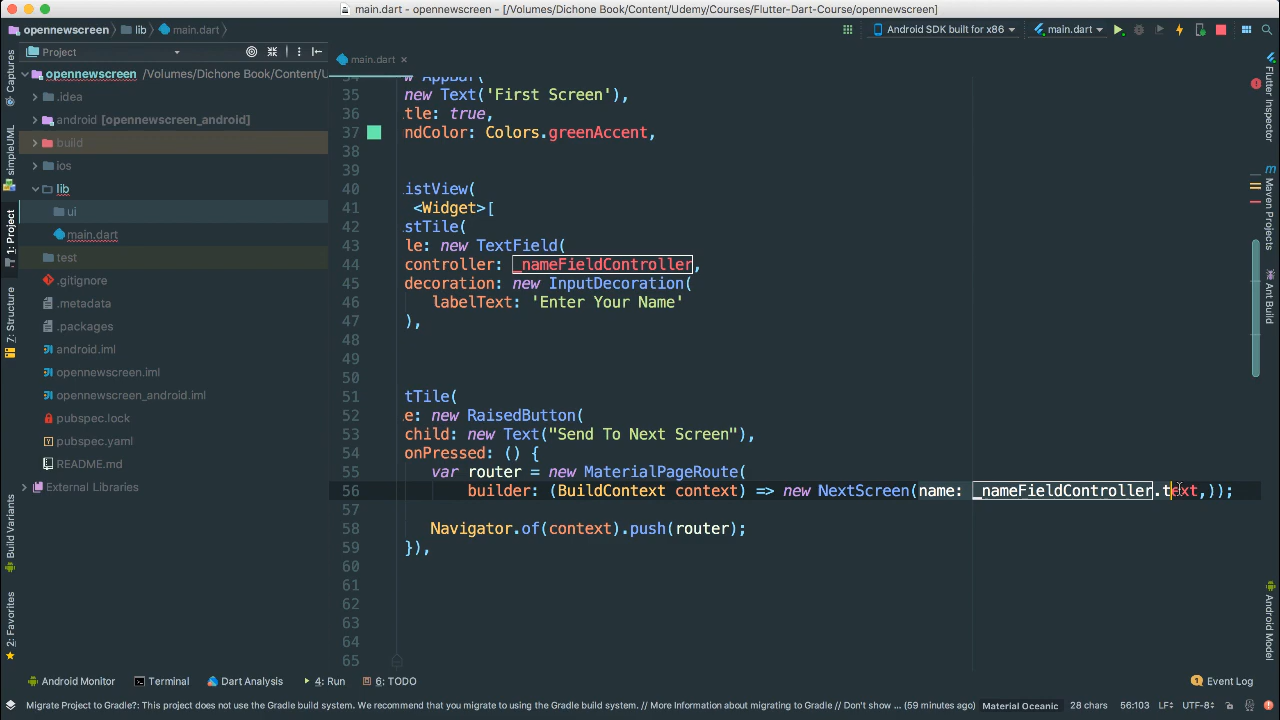 main.dart - opennewscreen - [/Volumes/Dichone Book/Content/Udemy/Courses/Flutter-Dart-Course/opennewscreen]
opennewscreen lib main.dart Android SDK built for x86 main.dart
Project
main.dart
opennewscreen /Volumes/Dichone Book/Content/U
.idea
android [opennewscreen_android]
build
ios
lib
ui
main.dart
test
.gitignore
.metadata
.packages
android.iml
opennewscreen.iml
opennewscreen_android.iml
pubspec.lock
pubspec.yaml
README.md
External Libraries
Captures
simpleUML
1: Project
7: Structure
Build Variants
2: Favorites
35 new Text('First Screen'),
36 tle: true,
37 ndColor: Colors.greenAccent,
38
39
40 istView(
41 <Widget>[
42 stTile(
43 le: new TextField(
44 controller: _nameFieldController,
45 decoration: new InputDecoration(
46 labelText: 'Enter Your Name'
47 ),
48
49
50
51 tTile(
52 e: new RaisedButton(
53 child: new Text("Send To Next Screen"),
54 onPressed: () {
55 var router = new MaterialPageRoute(
56 builder: (BuildContext context) => new NextScreen(name: _nameFieldController.text,));
58 Navigator.of(context).push(router);
59 }),
60
61
62
63
64
65
Flutter Inspector
Maven Projects
Ant Build
Android Model
Android Monitor Terminal Dart Analysis 4: Run 6: TODO 1 Event Log
Migrate Project to Gradle?: This project does not use the Gradle build system. We recommend that you migrate to using the Gradle build system. // More Information about migrating to Gradle // Don't show ... (59 minutes ago) Material Oceanic 28 chars 56:103 LF÷ UTF-8÷